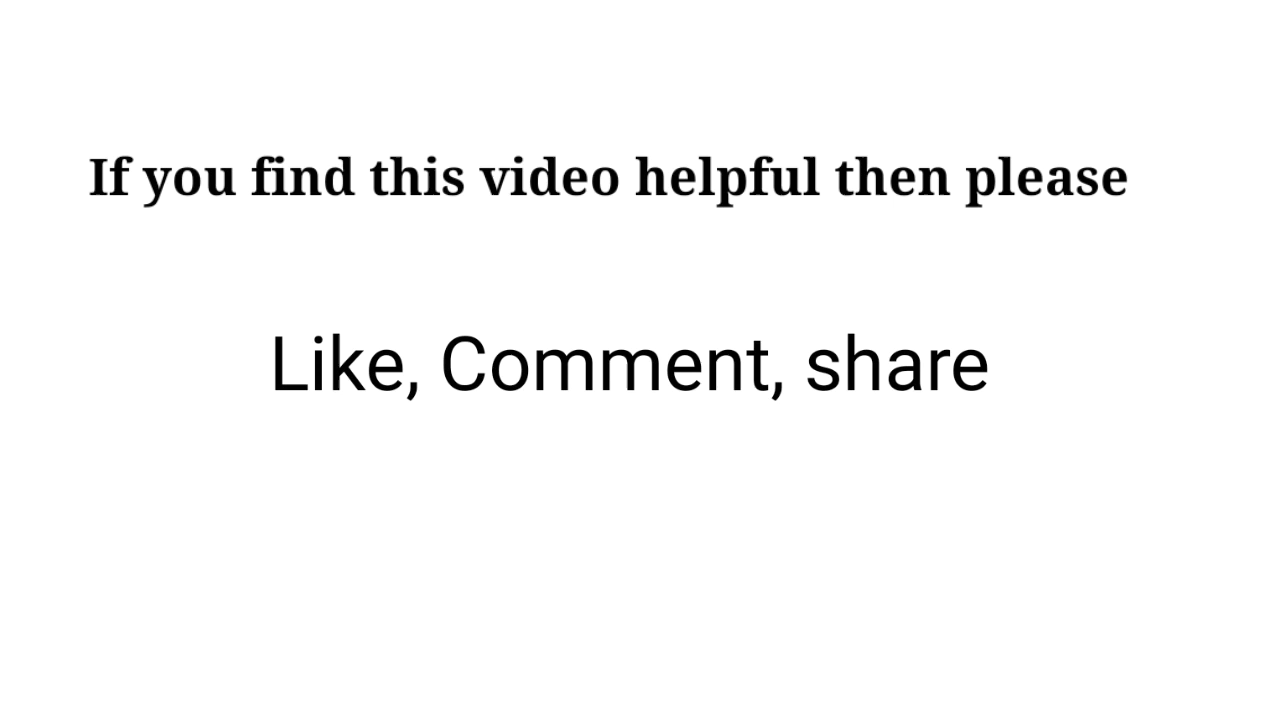 If you find this video helpful then please
Like, Comment, share